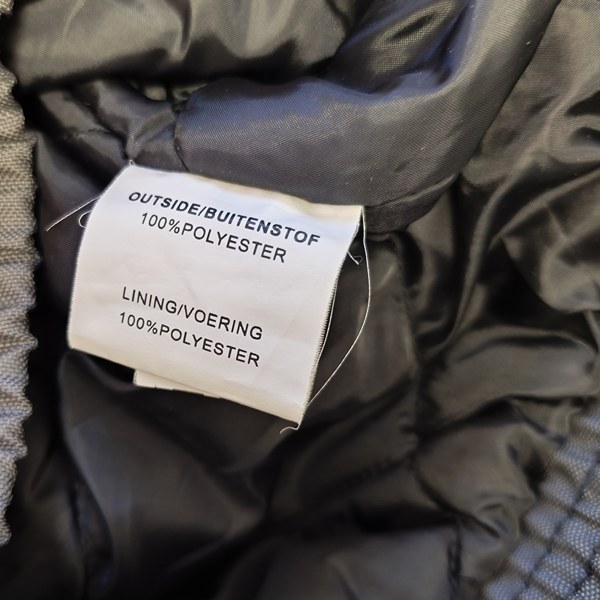 OUTSIDE/BUITENSTOF
100%POLYESTER
LINING/VOERING
100%POLYESTER